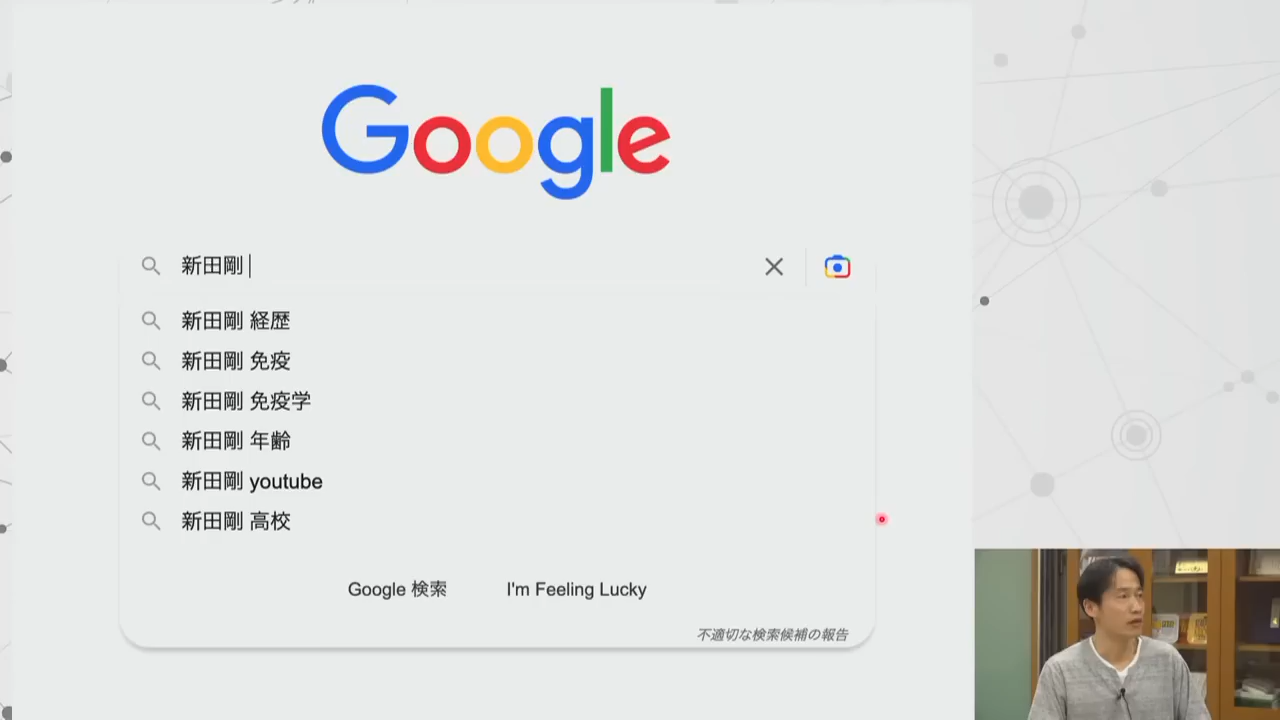 Google
新田剛
新田剛 経歴
新田剛 免疫
新田剛 免疫学
新田剛 年齢
新田剛 youtube
新田剛 高校
Google 検索
I'm Feeling Lucky
不適切な検索候補の報告